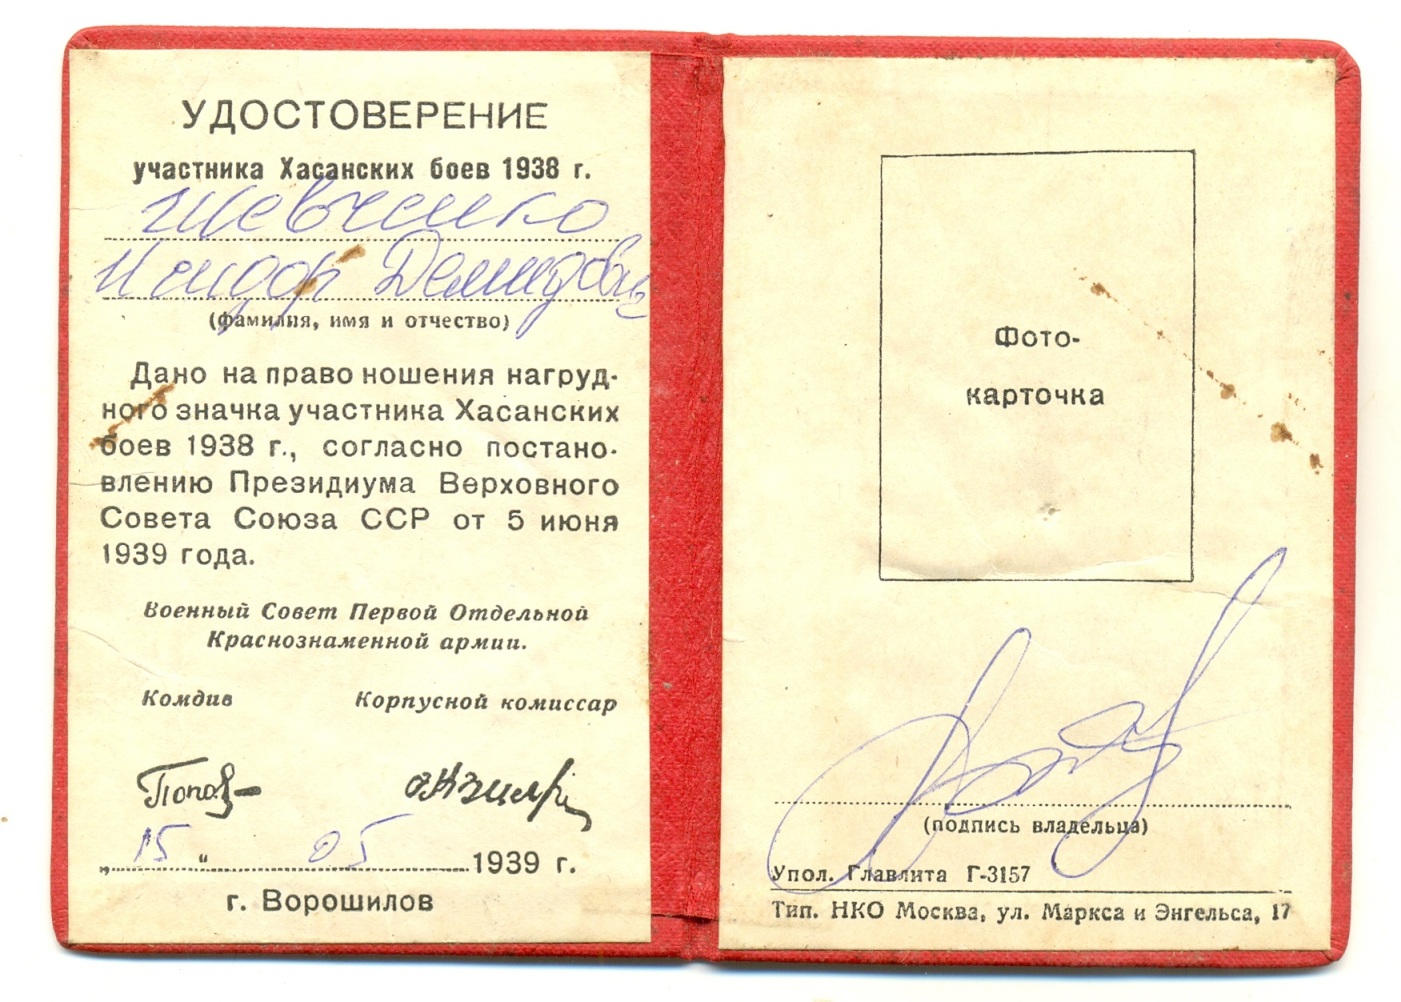 УДОСТОВЕРЕНИЕ
участника Хасанских боев 1938 г.
Шевченко
Исидор Демидович
(фамилия, имя и отчество)
Дано на право ношения нагруд-
ного значка участника Хасанских
боев 1938 г., согласно постано-
влению Президиума Верховного
Совета Союза ССР от 5 июня
1939 года.
Военный Совет Первой Отдельной
Краснознаменной армии.
Комдив Корпусной комиссар
Попов
„15“ 05 1939 г.
г. Ворошилов
Фото-
карточка
(подпись владельца)
Упол. Главлита Г-3157
Тип. НКО Москва, ул. Маркса и Энгельса, 17